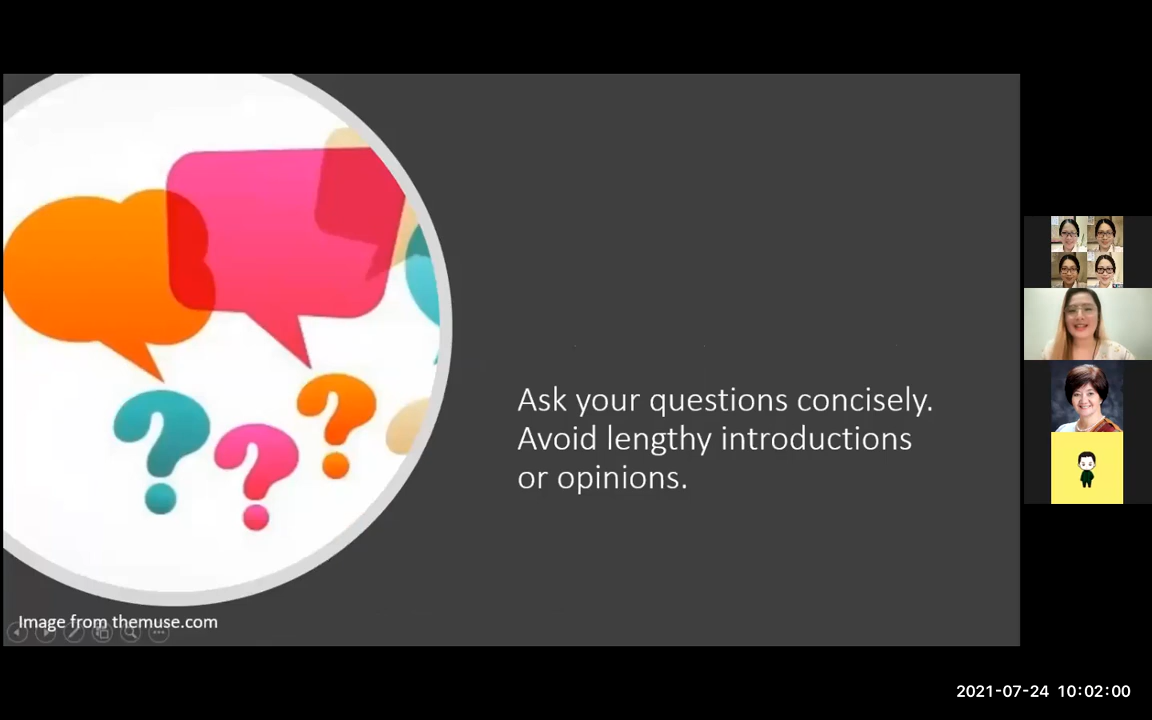 Ask your questions concisely.
Avoid lengthy introductions
or opinions.
Image from themuse.com
2021-07-24 10:02:00